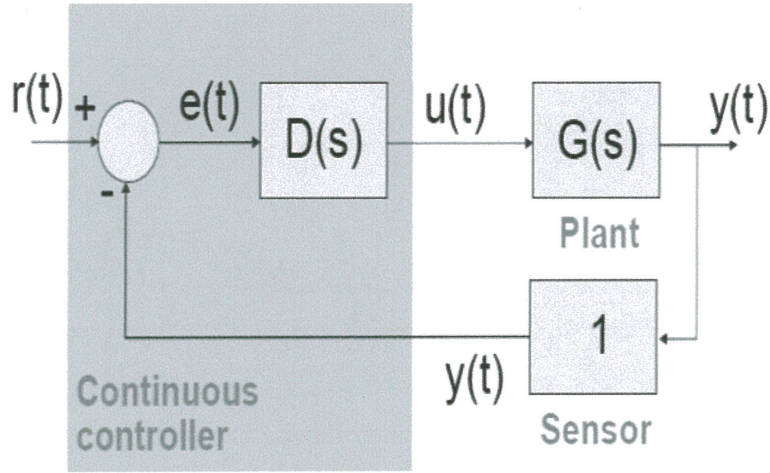 r(t) + e(t) D(s) u(t) G(s) y(t)
-
Plant
1
y(t)
Continuous
controller
Sensor